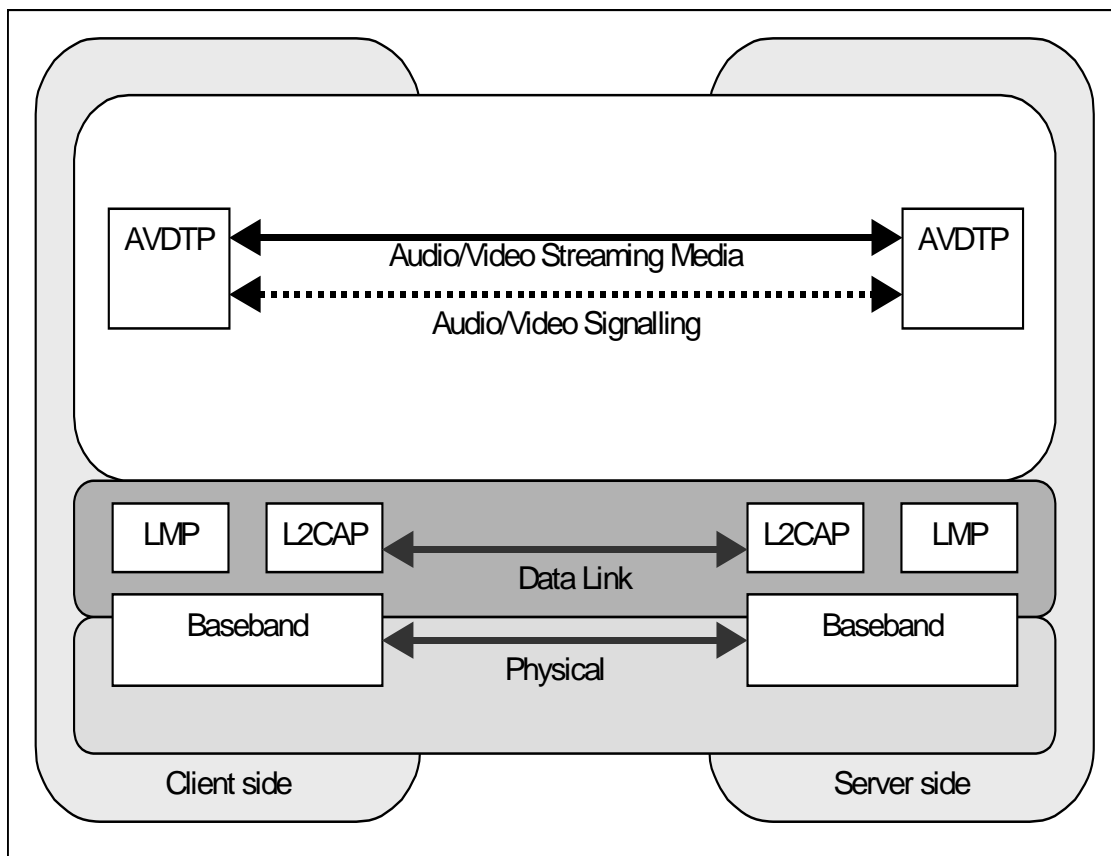 AVDTP
AVDTP
Audio/Video Streaming Media
Audio/Video Signalling
LMP
L2CAP
L2CAP
LMP
Data Link
Baseband
Baseband
Physical
Client side
Server side